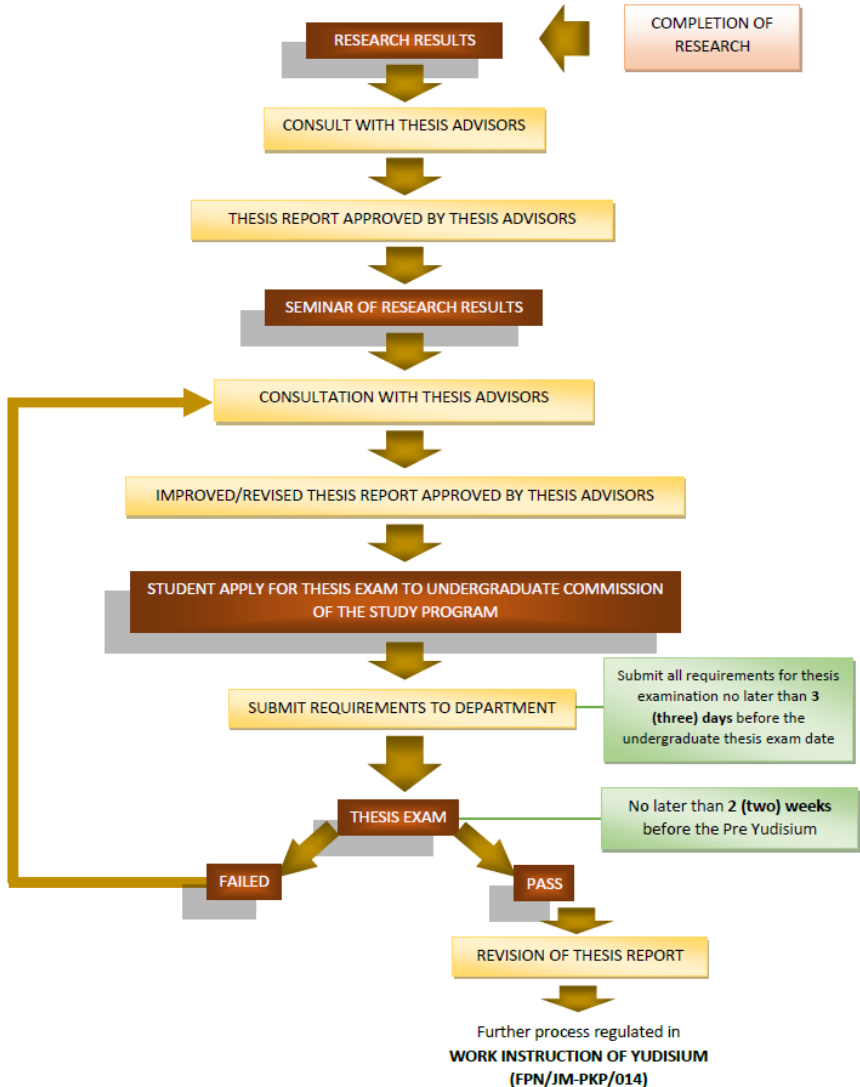 COMPLETION OF
RESEARCH
RESEARCH RESULTS
CONSULT WITH THESIS ADVISORS
THESIS REPORT APPROVED BY THESIS ADVISORS
SEMINAR OF RESEARCH RESULTS
CONSULTATION WITH THESIS ADVISORS
IMPROVED/REVISED THESIS REPORT APPROVED BY THESIS ADVISORS
STUDENT APPLY FOR THESIS EXAM TO UNDERGRADUATE COMMISSION
OF THE STUDY PROGRAM
SUBMIT REQUIREMENTS TO DEPARTMENT
Submit all requirements for thesis
examination no later than 3
(three) days before the
undergraduate thesis exam date
THESIS EXAM
No later than 2 (two) weeks
before the Pre Yudisium
FAILED
PASS
REVISION OF THESIS REPORT
Further process regulated in
WORK INSTRUCTION OF YUDISIUM
(FPN/JM-PKP/014)